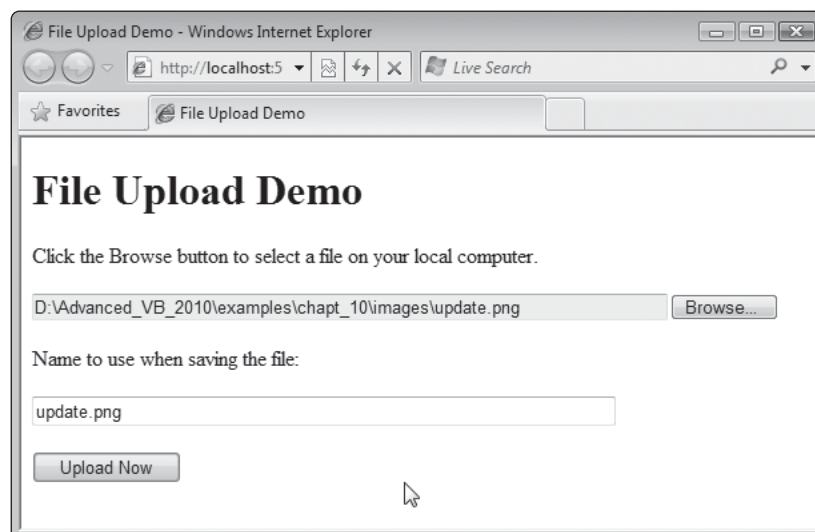 File Upload Demo - Windows Internet Explorer
http://localhost:5
Live Search
Favorites
File Upload Demo
File Upload Demo
Click the Browse button to select a file on your local computer.
D:\Advanced_VB_2010\examples\chapt_10\images\update.png
Browse...
Name to use when saving the file:
update.png
Upload Now